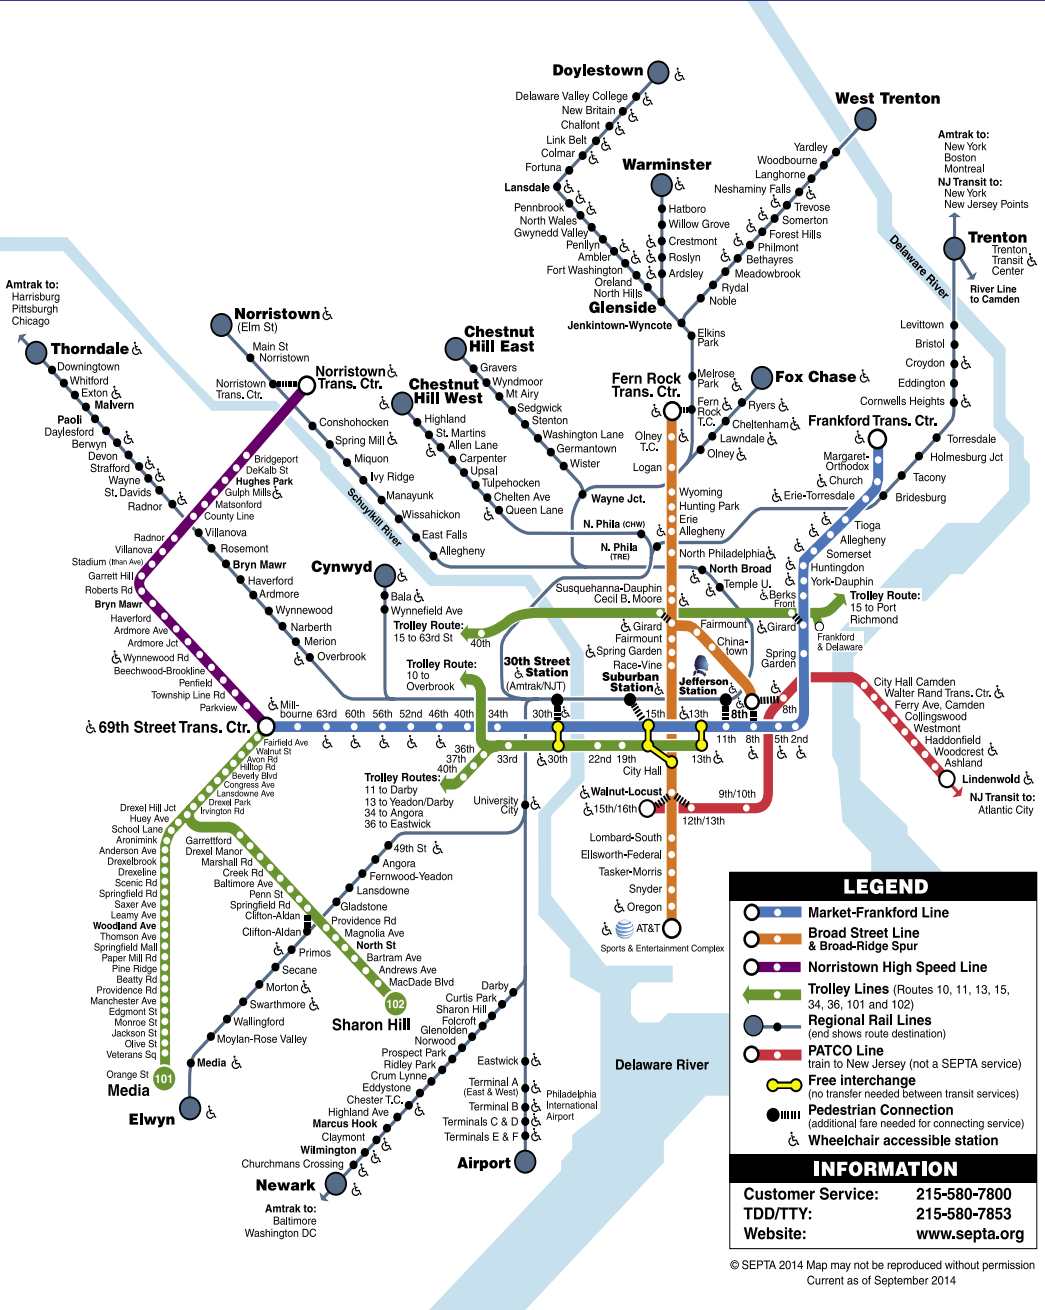 Doylestown
Delaware Valley College
New Britain
Chalfont
Link Belt
Colmar
Fortuna
Lansdale
Pennbrook
North Wales
Gwynedd Valley
Penllyn
Ambler
Fort Washington
Oreland
North Hills
Glenside
Jenkintown-Wyncote
Warminster
Hatboro
Willow Grove
Crestmont
Roslyn
Ardsley
West Trenton
Yardley
Woodbourne
Langhorne
Neshaminy Falls
Trevose
Somerton
Forest Hills
Philmont
Bethayres
Meadowbrook
Rydal
Noble
Elkins
Park
Melrose
Park
Fern
Rock
T.C.
Amtrak to:
New York
Boston
Montreal
NJ Transit to:
New York
New Jersey Points
Trenton
Trenton
Transit
Center
River Line
to Camden
Delaware River
Levittown
Bristol
Croydon
Eddington
Cornwells Heights
Torresdale
Holmesburg Jct
Tacony
Bridesburg
Amtrak to:
Harrisburg
Pittsburgh
Chicago
Thorndale
Downingtown
Whitford
Exton
Malvern
Paoli
Daylesford
Berwyn
Devon
Strafford
Wayne
St. Davids
Radnor
Villanova
Rosemont
Bryn Mawr
Haverford
Ardmore
Wynnewood
Narberth
Merion
Overbrook
Norristown
(Elm St)
Main St
Norristown
Norristown
Trans. Ctr.
Norristown
Trans. Ctr.
Conshohocken
Spring Mill
Miquon
Ivy Ridge
Manayunk
Wissahickon
East Falls
Allegheny
Schuylkill River
Chestnut
Hill East
Gravers
Wyndmoor
Mt Airy
Sedgwick
Stenton
Washington Lane
Germantown
Wister
Wayne Jct.
Chestnut
Hill West
Highland
St. Martins
Allen Lane
Carpenter
Upsal
Tulpehocken
Chelten Ave
Queen Lane
N. Phila (CHW)
N. Phila
(TRE)
North Broad
Temple U.
Fox Chase
Ryers
Cheltenham
Lawndale
Olney
Fern Rock
Trans. Ctr.
Olney
T.C.
Logan
Wyoming
Hunting Park
Erie
Allegheny
North Philadelphia
Susquehanna-Dauphin
Cecil B. Moore
Girard
Fairmount
Spring Garden
Race-Vine
Fairmount
China-
town
Frankford Trans. Ctr.
Margaret-
Orthodox
Church
Erie-Torresdale
Tioga
Allegheny
Somerset
Huntingdon
York-Dauphin
Berks
Front
Girard
Spring
Garden
Trolley Route:
15 to Port
Richmond
Frankford
& Delaware
Bridgeport
DeKalb St
Hughes Park
Gulph Mills
Matsonford
County Line
Radnor
Villanova
Stadium (Ithan Ave)
Garrett Hill
Roberts Rd
Bryn Mawr
Haverford
Ardmore Ave
Ardmore Jct
Wynnewood Rd
Beechwood-Brookline
Penfield
Township Line Rd
Parkview
69th Street Trans. Ctr.
Cynwyd
Bala
Wynnefield Ave
Trolley Route:
15 to 63rd St
40th
Trolley Route:
10 to
Overbrook
30th Street
Station
(Amtrak/NJT)
Suburban
Station
Jefferson
Station
Mill-
bourne
63rd
60th
56th
52nd
46th
40th
34th
30th
15th
13th
8th
11th
8th
5th
2nd
8th
36th
37th
40th
33rd
30th
22nd
19th
13th
City Hall
Trolley Routes:
11 to Darby
13 to Yeadon/Darby
34 to Angora
36 to Eastwick
University
City
Walnut-Locust
15th/16th
12th/13th
9th/10th
Lombard-South
Ellsworth-Federal
Tasker-Morris
Snyder
Oregon
AT&T
Sports & Entertainment Complex
City Hall Camden
Walter Rand Trans. Ctr.
Ferry Ave, Camden
Collingswood
Westmont
Haddonfield
Woodcrest
Ashland
Lindenwold
NJ Transit to:
Atlantic City
Fairfield Ave
Walnut St
Avon Rd
Hilltop Rd
Beverly Blvd
Congress Ave
Lansdowne Ave
Drexel Park
Irvington Rd
Drexel Hill Jct
Huey Ave
School Lane
Aronimink
Anderson Ave
Drexelbrook
Drexeline
Scenic Rd
Springfield Rd
Saxer Ave
Leamy Ave
Woodland Ave
Thomson Ave
Springfield Mall
Paper Mill Rd
Pine Ridge
Beatty Rd
Providence Rd
Manchester Ave
Edgmont St
Monroe St
Jackson St
Olive St
Veterans Sq
Orange St
Media
101
Garrettford
Drexel Manor
Marshall Rd
Creek Rd
Baltimore Ave
Penn St
Springfield Rd
Clifton-Aldan
Providence Rd
Magnolia Ave
North St
Bartram Ave
Andrews Ave
MacDade Blvd
102
Sharon Hill
49th St
Angora
Fernwood-Yeadon
Lansdowne
Gladstone
Clifton-Aldan
Primos
Secane
Morton
Swarthmore
Wallingford
Moylan-Rose Valley
Media
Elwyn
Darby
Curtis Park
Sharon Hill
Folcroft
Glenolden
Norwood
Prospect Park
Ridley Park
Crum Lynne
Eddystone
Chester T.C.
Highland Ave
Marcus Hook
Claymont
Wilmington
Churchmans Crossing
Newark
Amtrak to:
Baltimore
Washington DC
Eastwick
Terminal A
(East & West)
Terminal B
Terminals C & D
Terminals E & F
Philadelphia
International
Airport
Airport
Delaware River
LEGEND
Market-Frankford Line
Broad Street Line
& Broad-Ridge Spur
Norristown High Speed Line
Trolley Lines (Routes 10, 11, 13, 15,
34, 36, 101 and 102)
Regional Rail Lines
(end shows route destination)
PATCO Line
train to New Jersey (not a SEPTA service)
Free interchange
(no transfer needed between transit services)
Pedestrian Connection
(additional fare needed for connecting service)
Wheelchair accessible station
INFORMATION
Customer Service: 215-580-7800
TDD/TTY: 215-580-7853
Website: www.septa.org
© SEPTA 2014 Map may not be reproduced without permission
Current as of September 2014